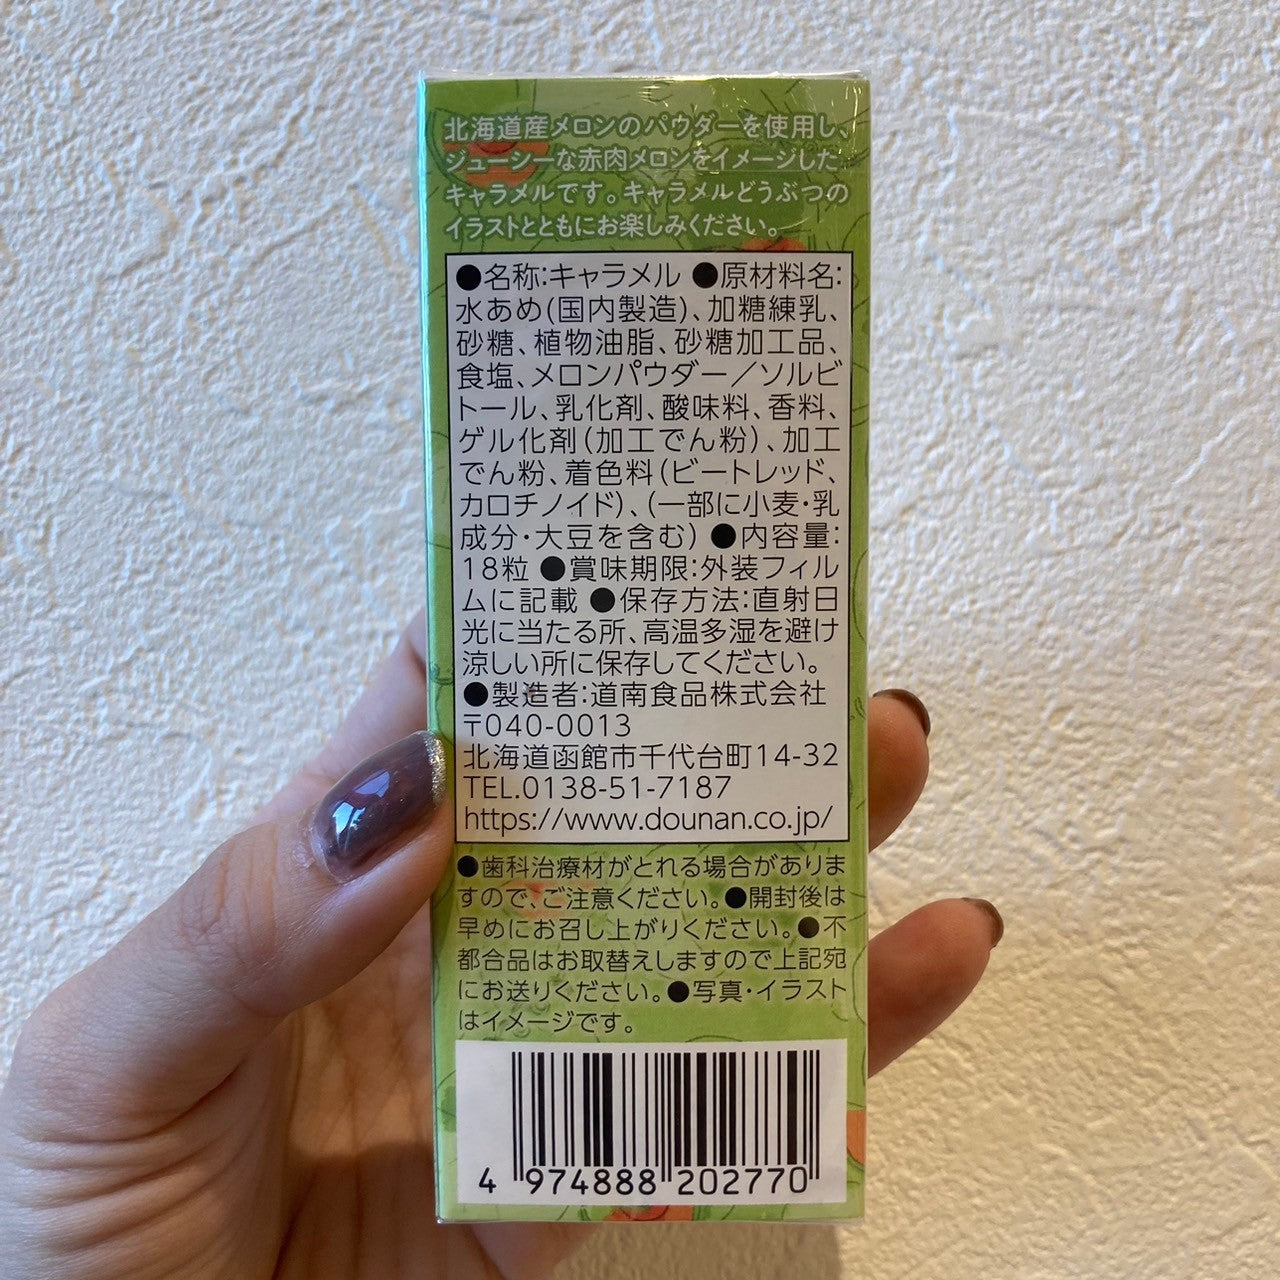 北海道産メロンのパウダーを使用し、
ジューシーな赤肉メロンをイメージした
キャラメルです。キャラメルどうぶつの
イラストとともにお楽しみください。
●名称:キャラメル ●原材料名:
水あめ(国内製造)、加糖練乳、
砂糖、植物油脂、砂糖加工品、
食塩、メロンパウダー／ソルビ
トール、乳化剤、酸味料、香料、
ゲル化剤(加工でん粉)、加工
でん粉、着色料(ビートレッド、
カロチノイド)、(一部に小麦・乳
成分・大豆を含む) ●内容量:
18粒 ●賞味期限:外装フィル
ムに記載 ●保存方法:直射日
光に当たる所、高温多湿を避け
涼しい所に保存してください。
●製造者:道南食品株式会社
〒040-0013
北海道函館市千代台町14-32
TEL.0138-51-7187
https://www.dounan.co.jp/
●歯科治療材がとれる場合がありま
すので、ご注意ください。●開封後は
早めにお召し上がりください。●不
都合品はお取替えしますので上記宛
にお送りください。●写真・イラスト
はイメージです。
4 974888 202770